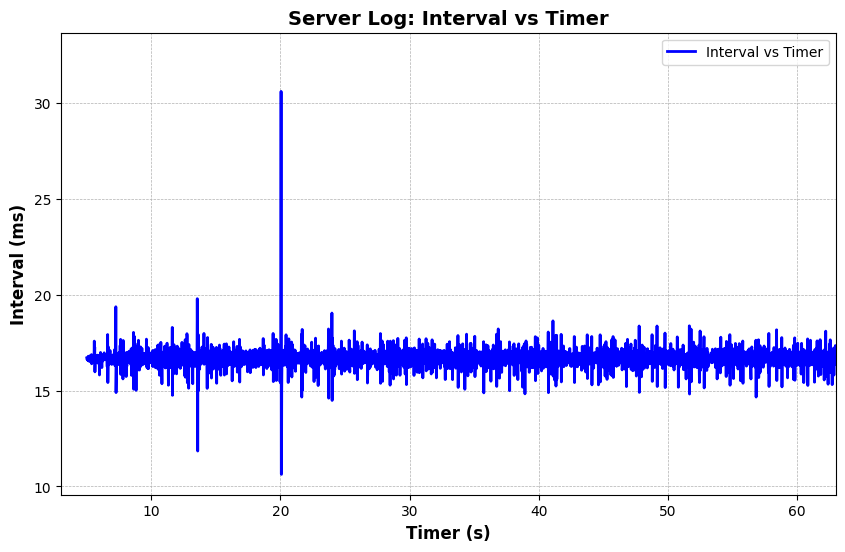 Server Log: Interval vs Timer
Interval vs Timer
30
25
20
15
10
Interval (ms)
10 20 30 40 50 60
Timer (s)